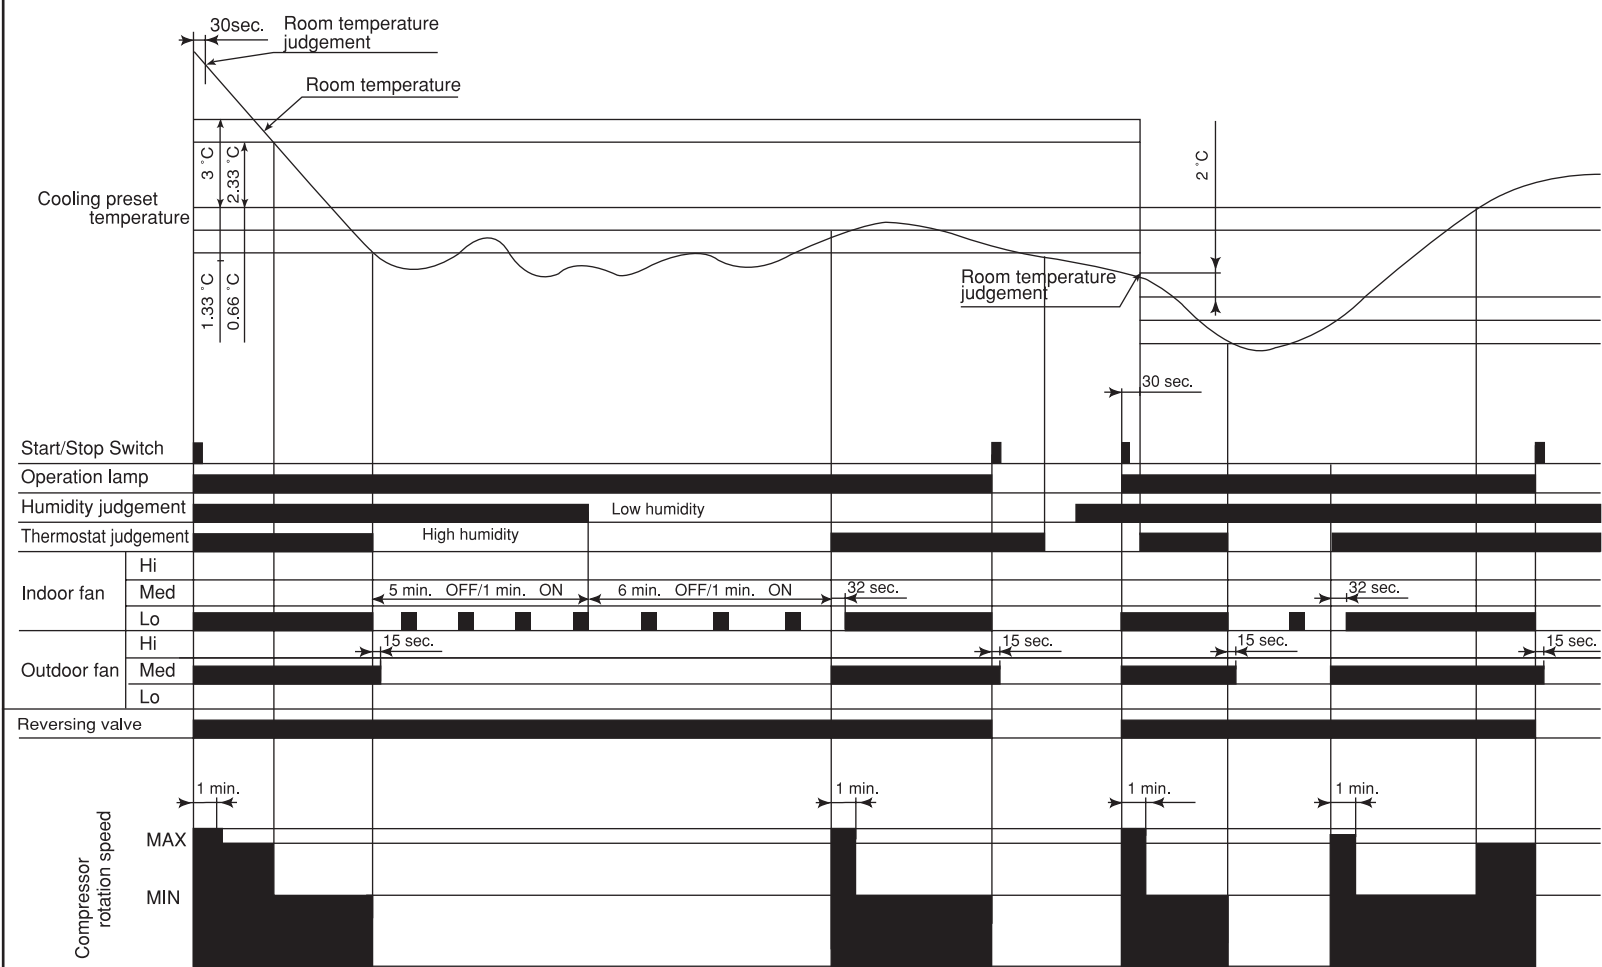 30sec.
Room temperature
judgement
Room temperature
3 °C
2.33 °C
2 °C
Cooling preset
temperature
1.33 °C
0.66 °C
Room temperature
judgement
30 sec.
Start/Stop Switch
Operation lamp
Humidity judgement
Low humidity
Thermostat judgement
High humidity
Indoor fan
Hi
Med
5 min. OFF/1 min. ON
6 min. OFF/1 min. ON
32 sec.
32 sec.
Lo
Outdoor fan
Hi
15 sec.
15 sec.
15 sec.
15 sec.
Med
Lo
Reversing valve
1 min.
1 min.
1 min.
1 min.
Compressor
rotation speed
MAX
MIN